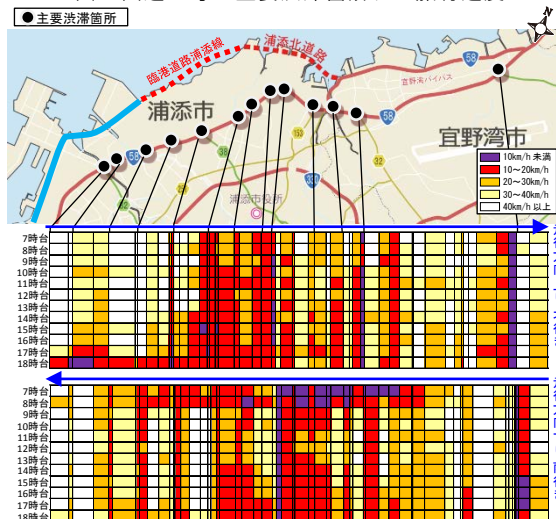 ●主要渋滞箇所
N
臨港道路浦添線
浦添北道路
58
宜野湾バイパス
浦添市
58
宜野湾市
58
153
38
32
330
浦添市役所
10km/h 未満
10~20km/h
20~30km/h
30~40km/h
40km/h 以上
7時台
8時台
9時台
10時台
11時台
12時台
13時台
14時台
15時台
16時台
17時台
18時台
7時台
8時台
9時台
10時台
11時台
12時台
13時台
14時台
15時台
16時台
17時台
18時台